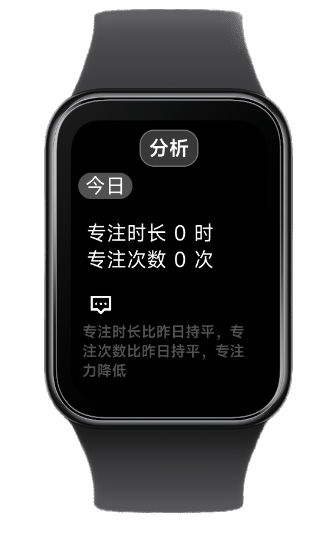 分析
今日
专注时长 0 时
专注次数 0 次
专注时长比昨日持平，专
注次数比昨日持平，专注
力降低